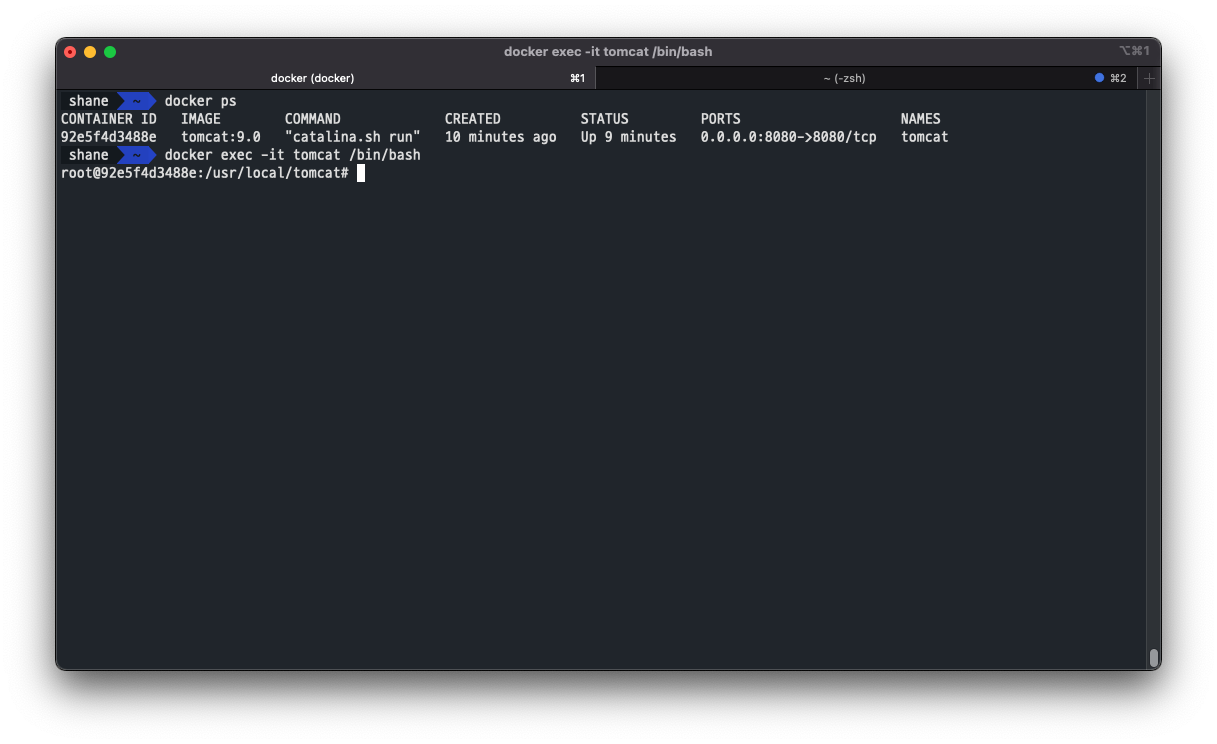 docker exec -it tomcat /bin/bash
⌥⌘1
docker (docker) ⌘1
~ (-zsh) ⌘2 +
shane ~ docker ps
CONTAINER ID IMAGE COMMAND CREATED STATUS PORTS NAMES
92e5f4d3488e tomcat:9.0 "catalina.sh run" 10 minutes ago Up 9 minutes 0.0.0.0:8080->8080/tcp tomcat
shane ~ docker exec -it tomcat /bin/bash
root@92e5f4d3488e:/usr/local/tomcat#